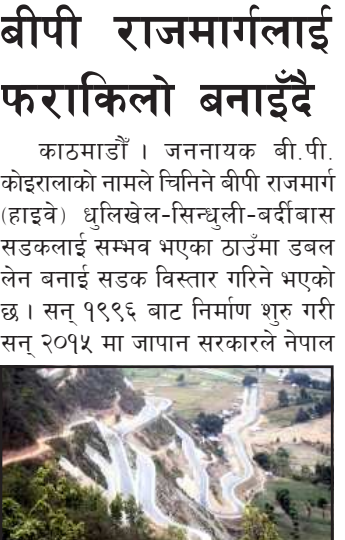 बीपी राजमार्गलाई
फराकिलो बनाइँदै
काठमाडौँ । जननायक बी.पी.
कोइरालाको नामले चिनिने बीपी राजमार्ग
(हाइवे) धुलिखेल-सिन्धुली-बर्दीबास
सडकलाई सम्भव भएका ठाउँमा डबल
लेन बनाई सडक विस्तार गरिने भएको
छ । सन् १९९६ बाट निर्माण शुरु गरी
सन् २०१५ मा जापान सरकारले नेपाल